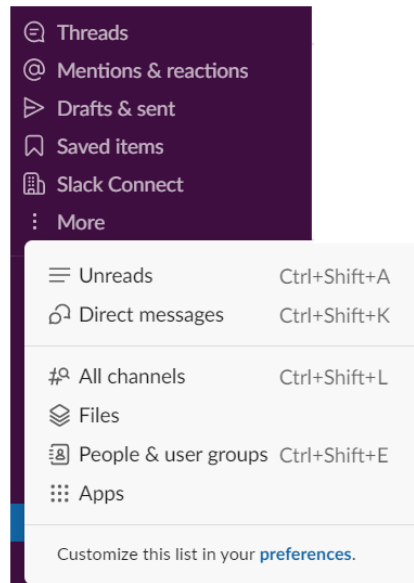 Threads
Mentions & reactions
Drafts & sent
Saved items
Slack Connect
More
Unreads Ctrl+Shift+A
Direct messages Ctrl+Shift+K
All channels Ctrl+Shift+L
Files
People & user groups Ctrl+Shift+E
Apps
Customize this list in your preferences.